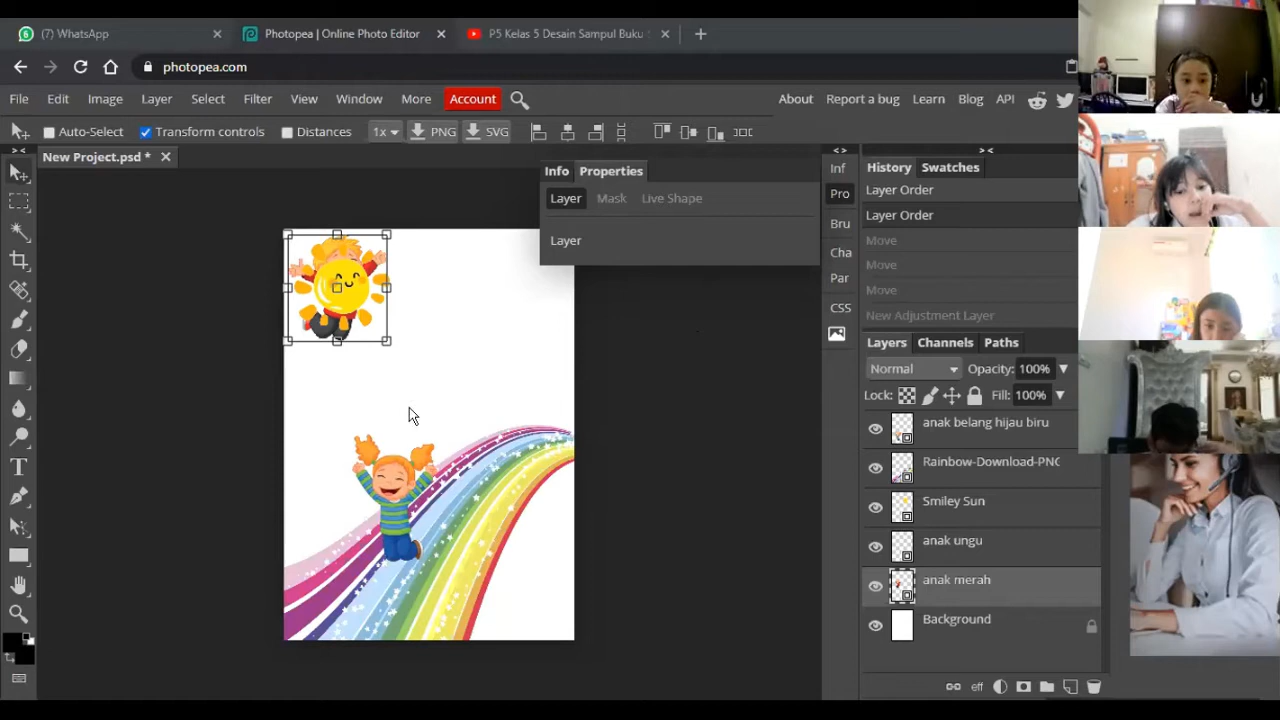 (7) WhatsApp
Photopea | Online Photo Editor
P5 Kelas 5 Desain Sampul Buku
photopea.com
File Edit Image Layer Select Filter View Window More Account
About Report a bug Learn Blog API
Auto-Select Transform controls Distances 1x PNG SVG
New Project.psd *
Info Properties
Layer Mask Live Shape
Layer
Inf
Pro
Bru
Cha
Par
CSS
History Swatches
Layer Order
Layer Order
Move
Move
Move
New Adjustment Layer
Layers Channels Paths
Normal Opacity: 100%
Lock: Fill: 100%
anak belang hijau biru
Rainbow-Download-PNG
Smiley Sun
anak ungu
anak merah
Background
eff